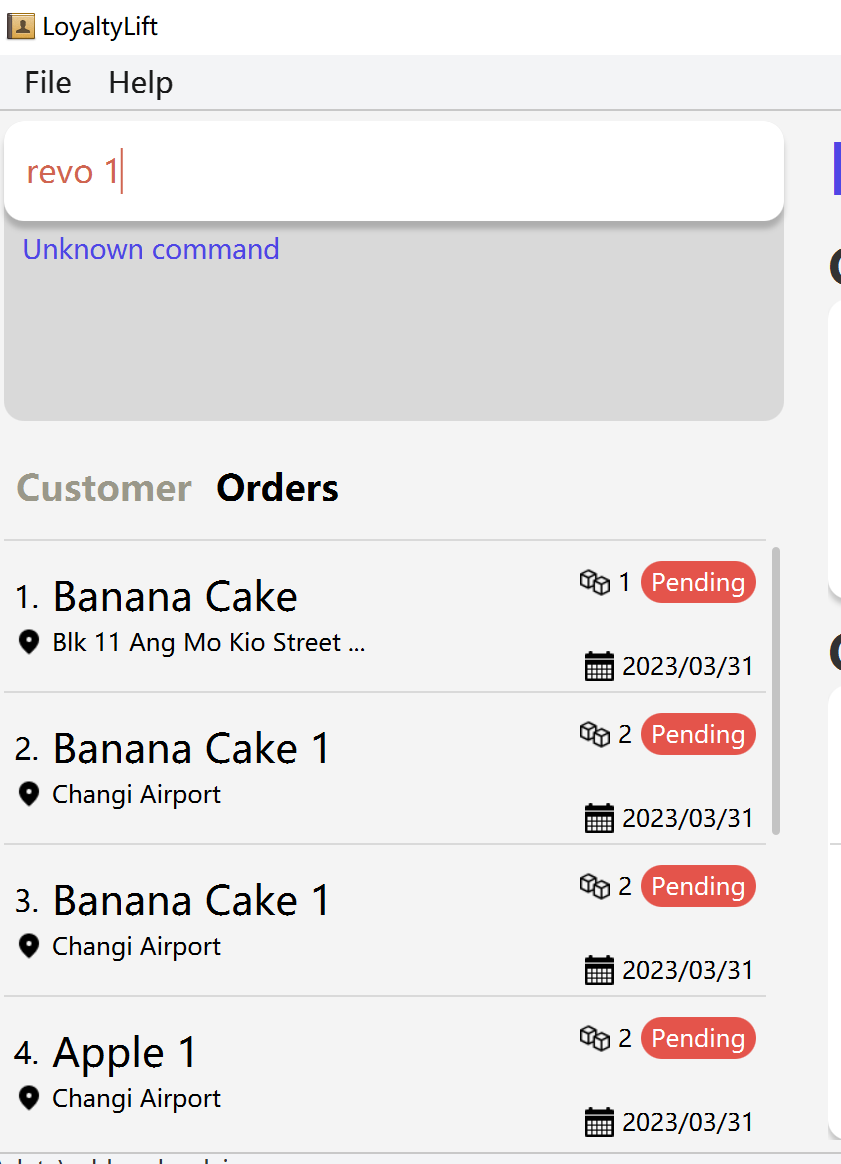 LoyaltyLift
File Help
revo 1
Unknown command
Customer Orders
1. Banana Cake 1 Pending
Blk 11 Ang Mo Kio Street ...
2023/03/31
2. Banana Cake 1 2 Pending
Changi Airport
2023/03/31
3. Banana Cake 1 2 Pending
Changi Airport
2023/03/31
4. Apple 1 2 Pending
Changi Airport
2023/03/31